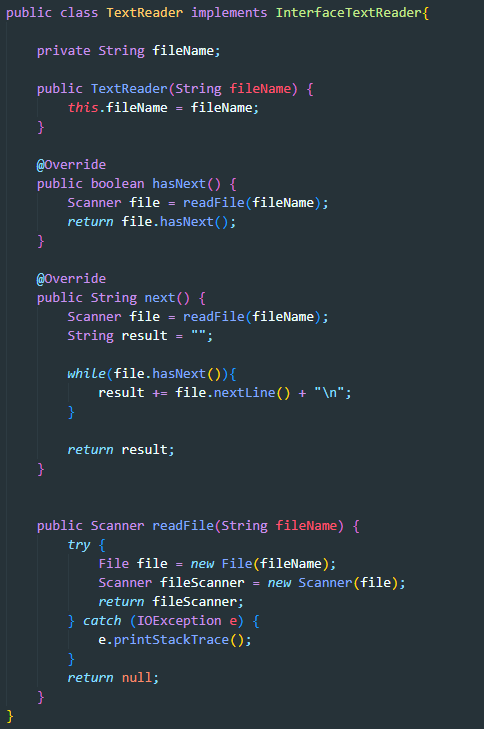 public class TextReader implements InterfaceTextReader{
private String fileName;
public TextReader(String fileName) {
this.fileName = fileName;
}
@Override
public boolean hasNext() {
Scanner file = readFile(fileName);
return file.hasNext();
}
@Override
public String next() {
Scanner file = readFile(fileName);
String result = "";
while(file.hasNext()){
result += file.nextLine() + "\n";
}
return result;
}
public Scanner readFile(String fileName) {
try {
File file = new File(fileName);
Scanner fileScanner = new Scanner(file);
return fileScanner;
} catch (IOException e) {
e.printStackTrace();
}
return null;
}
}